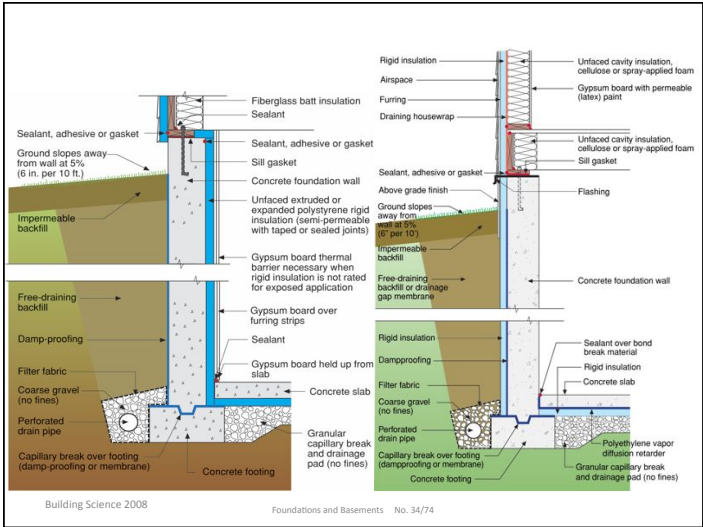 Fiberglass batt insulation
Sealant
Sealant, adhesive or gasket
Ground slopes away
from wall at 5%
(6 in. per 10 ft.)
Impermeable
backfill
Sealant, adhesive or gasket
Sill gasket
Concrete foundation wall
Unfaced extruded or
expanded polystyrene rigid
insulation (semi-permeable
with taped or sealed joints)
Gypsum board thermal
barrier necessary when
rigid insulation is not rated
for exposed application
Free-draining
backfill
Damp-proofing
Filter fabric
Coarse gravel
(no fines)
Perforated
drain pipe
Capillary break over footing
(damp-proofing or membrane)
Gypsum board over
furring strips
Sealant
Gypsum board held up from
slab
Concrete slab
Granular
capillary break
and drainage
pad (no fines)
Concrete footing
Rigid insulation
Airspace
Furring
Draining housewrap
Sealant, adhesive or gasket
Above grade finish
Ground slopes
away from
wall at 5%
(6" per 10')
Impermeable
backfill
Free-draining
backfill or drainage
gap membrane
Unfaced cavity insulation,
cellulose or spray-applied foam
Gypsum board with permeable
(latex) paint
Unfaced cavity insulation,
cellulose or spray-applied foam
Sill gasket
Flashing
Concrete foundation wall
Rigid insulation
Dampproofing
Filter fabric
Coarse gravel
(no fines)
Perforated
drain pipe
Capillary break over footing
(dampproofing or membrane)
Concrete footing
Sealant over bond
break material
Rigid insulation
Concrete slab
Polyethylene vapor
diffusion retarder
Granular capillary break
and drainage pad (no fines)
Building Science 2008
Foundations and Basements No. 34/74